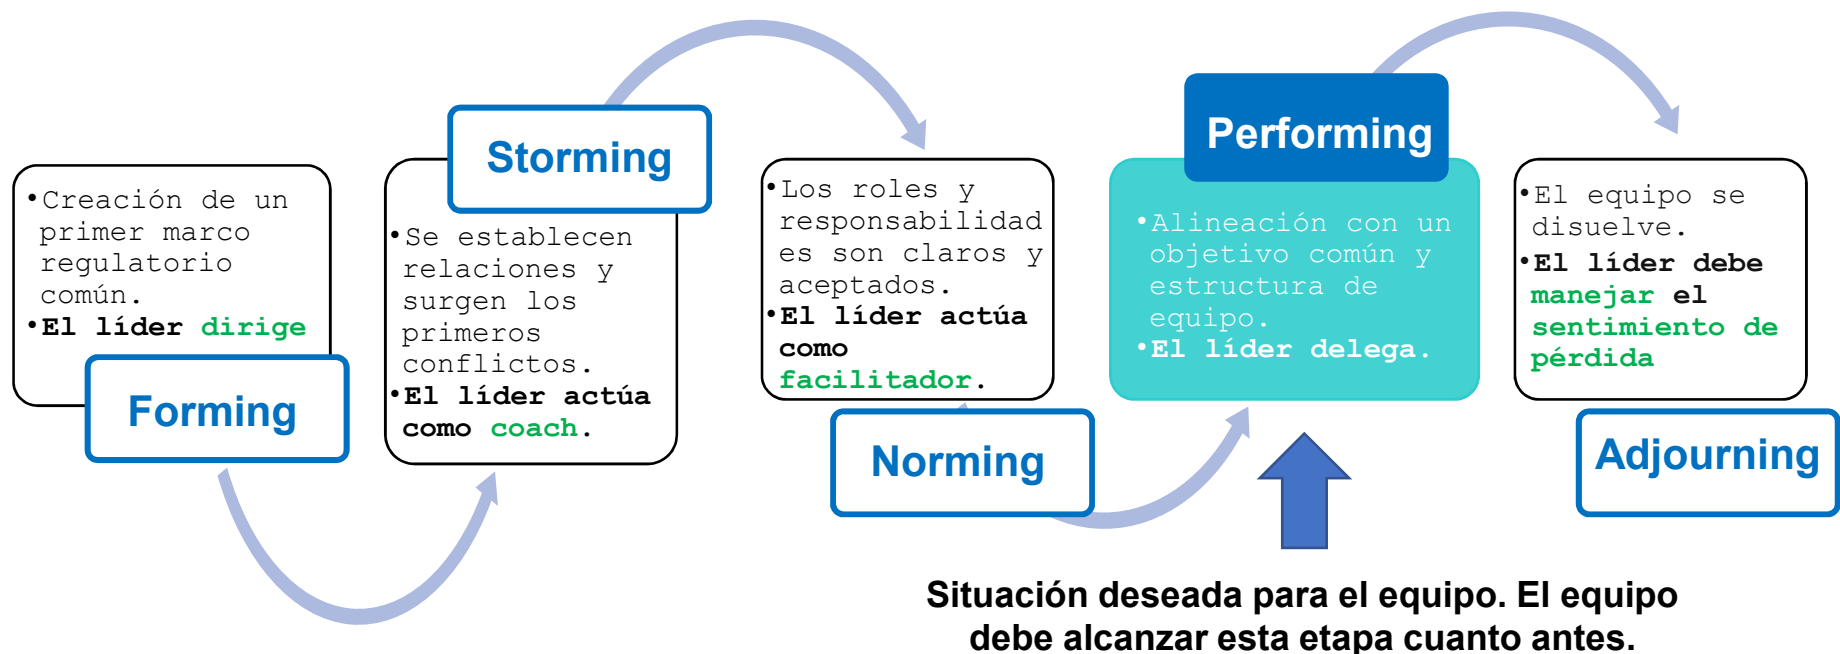 •Creación de un
primer marco
regulatorio
común.
•El líder dirige
Forming
Storming
•Se establecen
relaciones y
surgen los
primeros
conflictos.
•El líder actúa
como coach.
•Los roles y
responsabilidad
es son claros y
aceptados.
•El líder actúa
como
facilitador.
Norming
Performing
•Alineación con un
objetivo común y
estructura de
equipo.
•El líder delega.
•El equipo se
disuelve.
•El líder debe
manejar el
sentimiento de
pérdida
Adjourning
Situación deseada para el equipo. El equipo
debe alcanzar esta etapa cuanto antes.